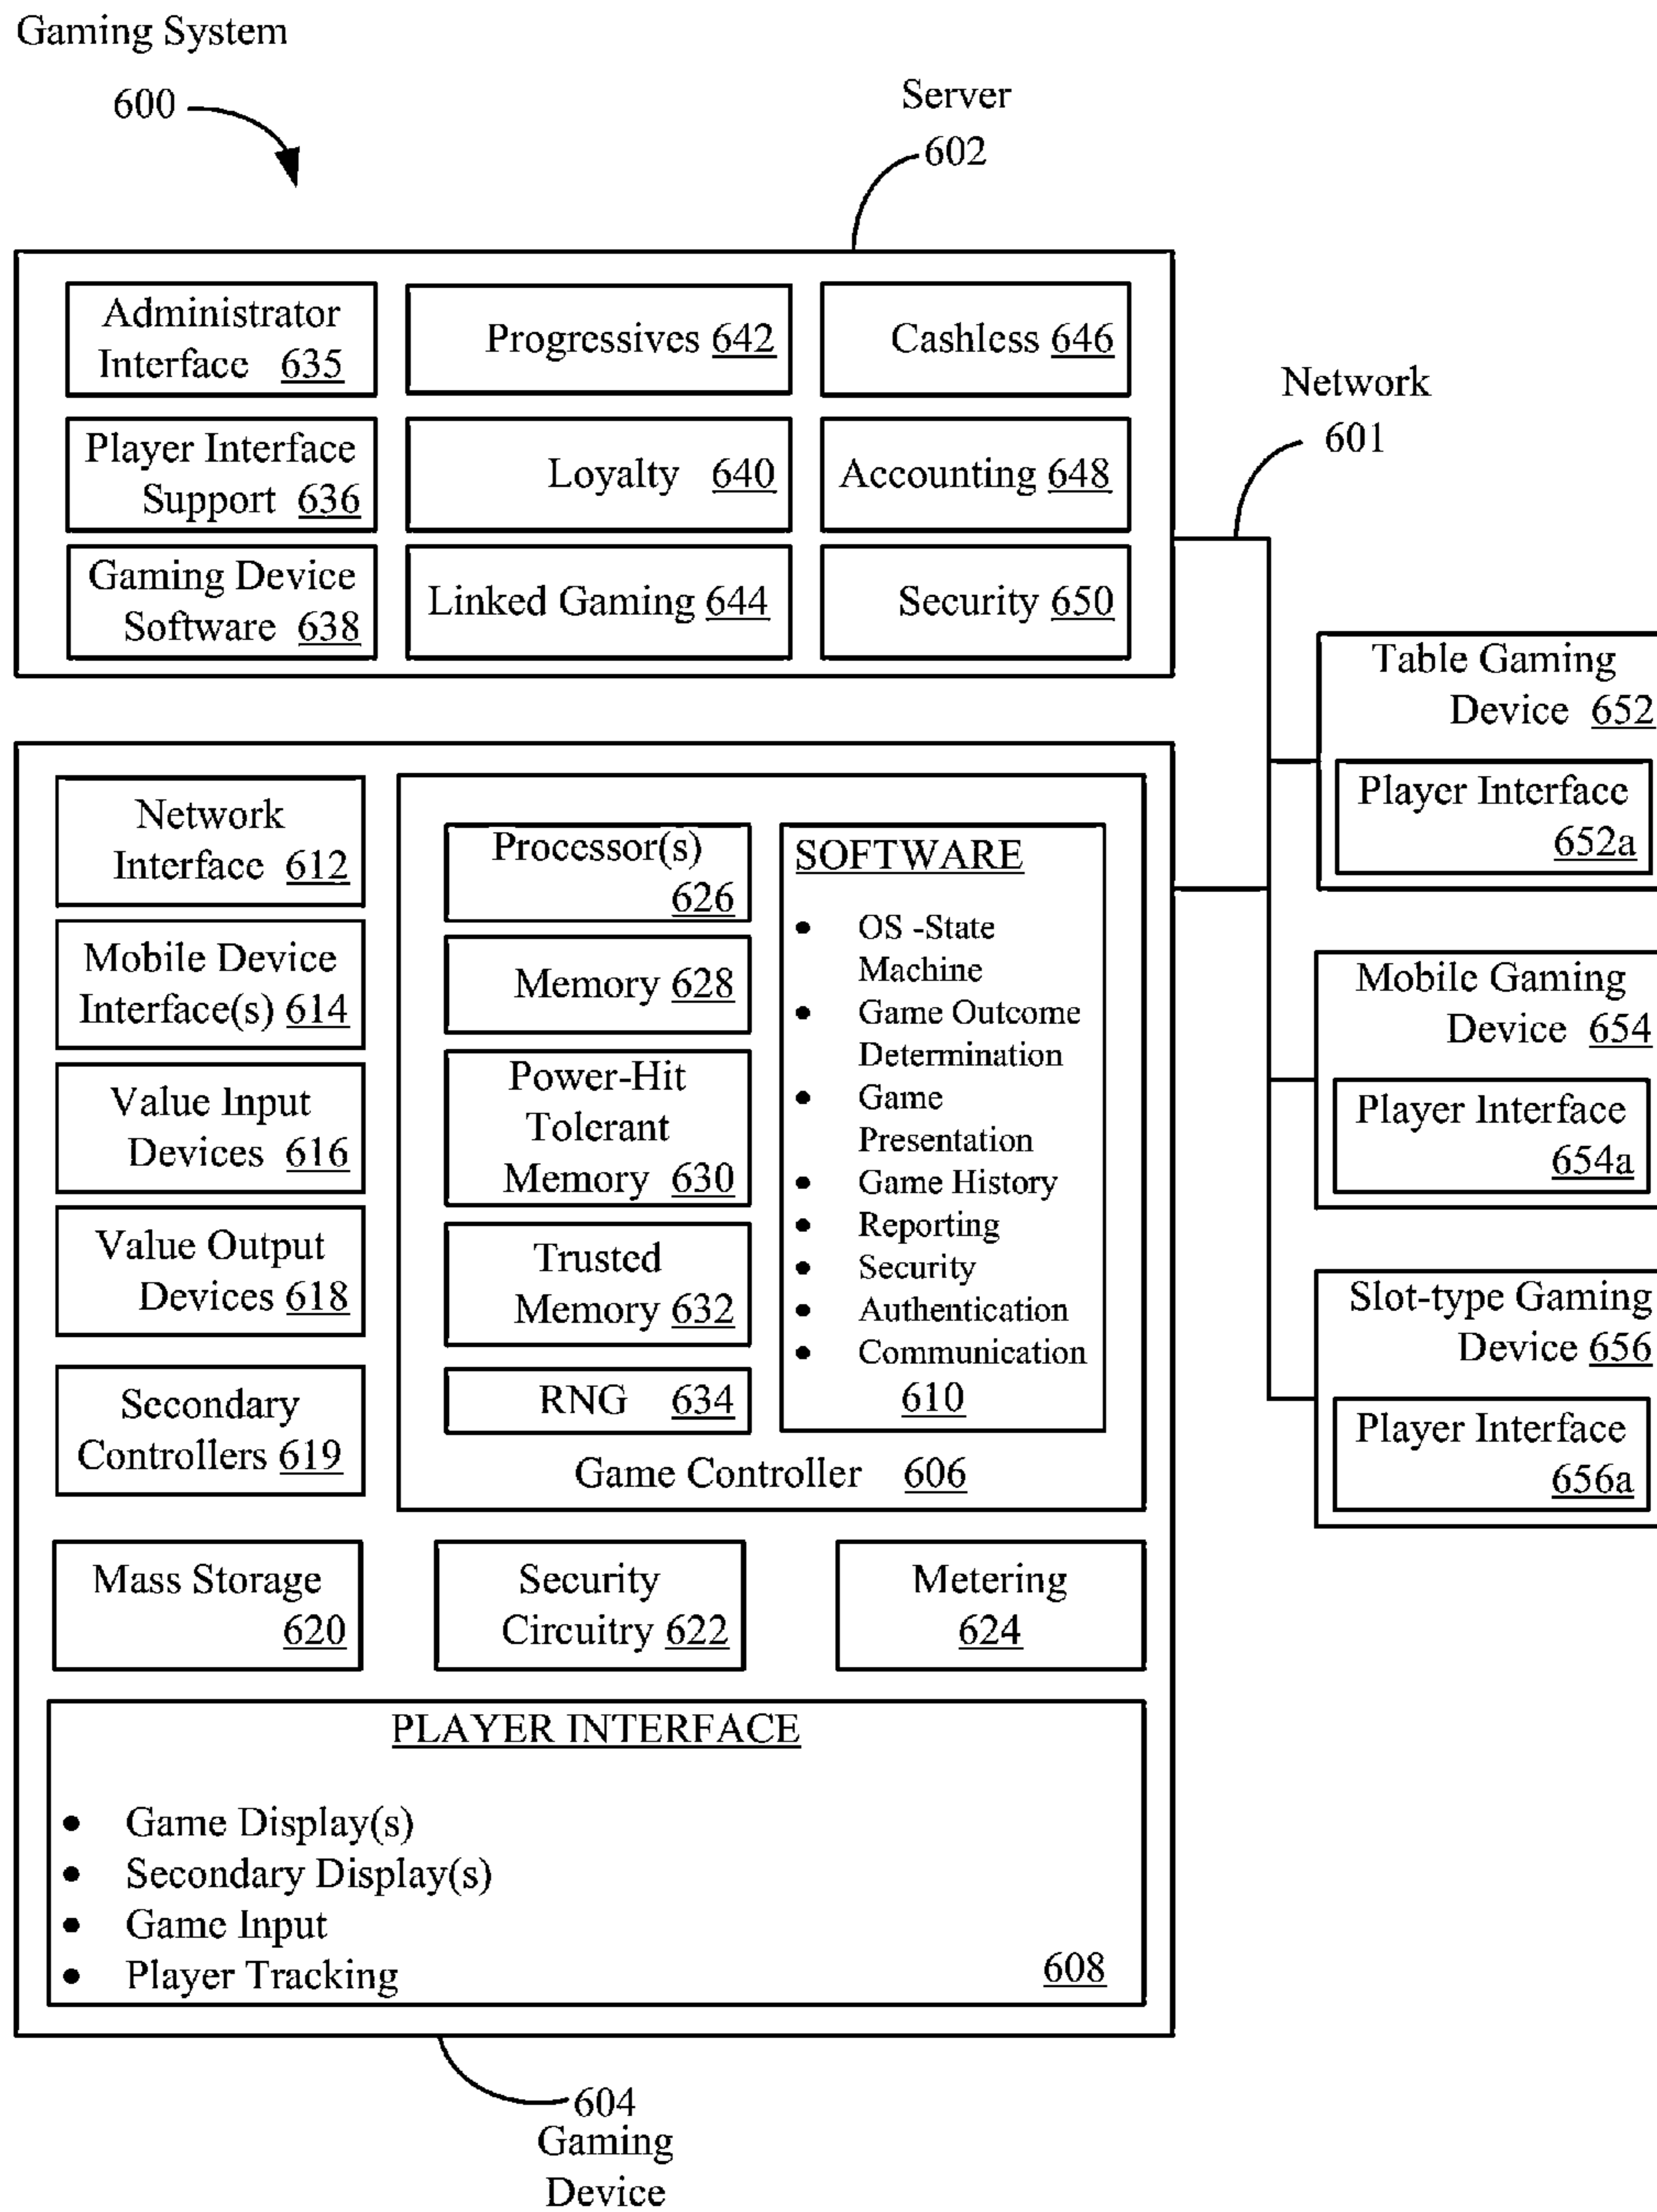 Gaming System
600
Server
602
Administrator
Interface 635
Progressives 642
Cashless 646
Player Interface
Support 636
Loyalty 640
Accounting 648
Gaming Device
Software 638
Linked Gaming 644
Security 650
Network
601
Table Gaming
Device 652
Player Interface
652a
Mobile Gaming
Device 654
Player Interface
654a
Slot-type Gaming
Device 656
Player Interface
656a
Network
Interface 612
Mobile Device
Interface(s) 614
Value Input
Devices 616
Value Output
Devices 618
Secondary
Controllers 619
Processor(s)
626
Memory 628
Power-Hit
Tolerant
Memory 630
Trusted
Memory 632
RNG 634
SOFTWARE
• OS -State
Machine
• Game Outcome
Determination
• Game
Presentation
• Game History
• Reporting
• Security
• Authentication
• Communication
610
Game Controller 606
Mass Storage
620
Security
Circuitry 622
Metering
624
PLAYER INTERFACE
• Game Display(s)
• Secondary Display(s)
• Game Input
• Player Tracking
608
604
Gaming
Device